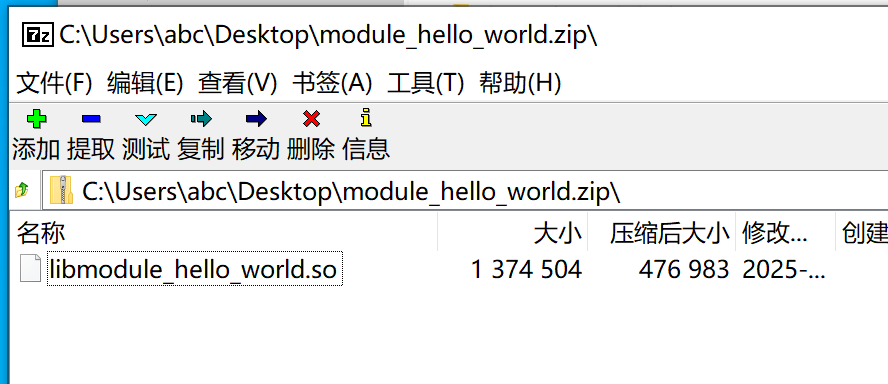 C:\Users\abc\Desktop\module_hello_world.zip\
文件(F) 编辑(E) 查看(V) 书签(A) 工具(T) 帮助(H)
添加 提取 测试 复制 移动 删除 信息
C:\Users\abc\Desktop\module_hello_world.zip\
名称 大小 压缩后大小 修改... 创建
libmodule_hello_world.so 1 374 504 476 983 2025-...